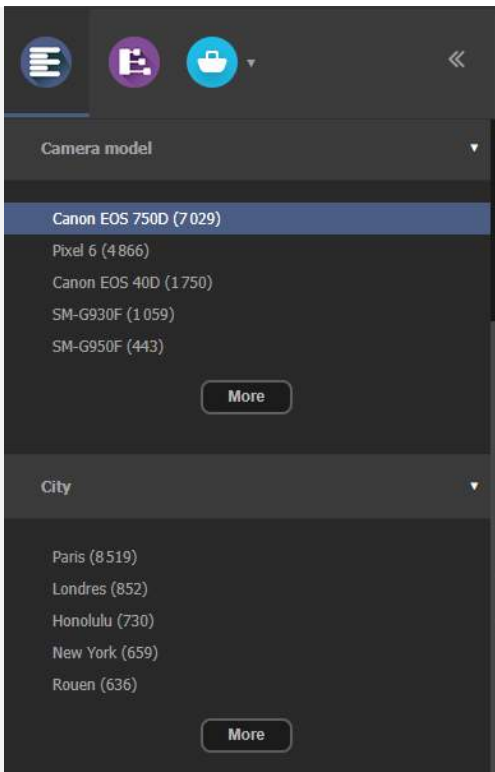 Camera model
Canon EOS 750D (7 029)
Pixel 6 (4 866)
Canon EOS 40D (1 750)
SM-G930F (1 059)
SM-G950F (443)
More
City
Paris (8 519)
Londres (852)
Honolulu (730)
New York (659)
Rouen (636)
More